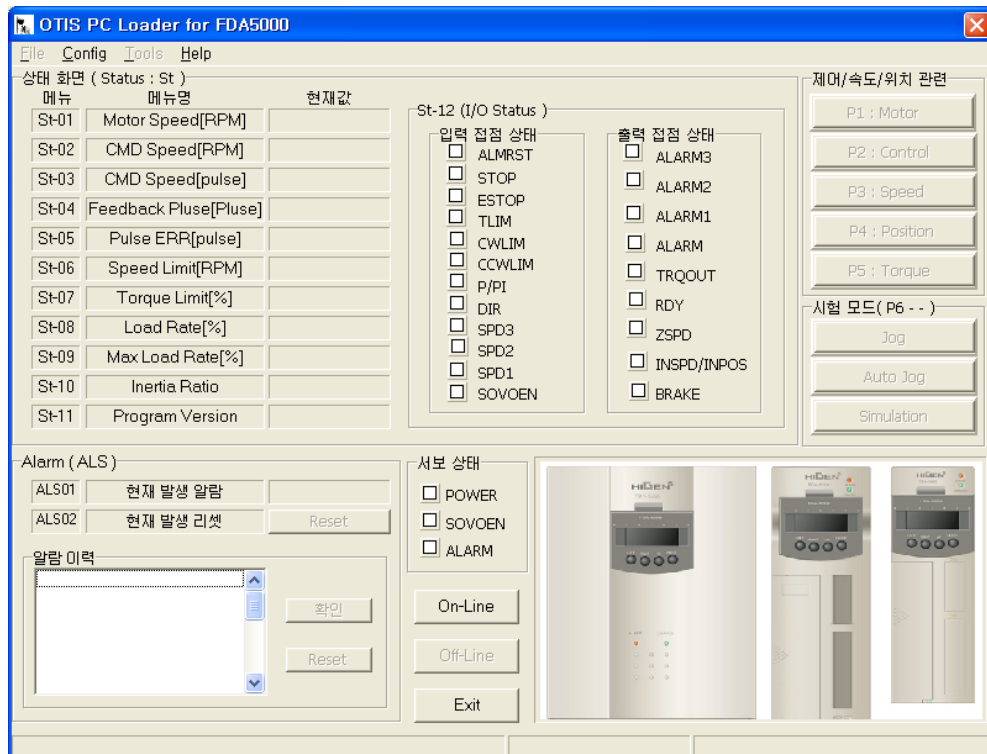 OTIS PC Loader for FDA5000
File Config Tools Help
상태 화면 ( Status : St )
메뉴 메뉴명 현재값
St-01 Motor Speed[RPM]
St-02 CMD Speed[RPM]
St-03 CMD Speed[pulse]
St-04 Feedback Pluse[Pluse]
St-05 Pulse ERR[pulse]
St-06 Speed Limit[RPM]
St-07 Torque Limit[%]
St-08 Load Rate[%]
St-09 Max Load Rate[%]
St-10 Inertia Ratio
St-11 Program Version
St-12 (I/O Status )
입력 접점 상태
ALMRST
STOP
ESTOP
TLIM
CWLIM
CCWLIM
P/PI
DIR
SPD3
SPD2
SPD1
SOVOEN
출력 접점 상태
ALARM3
ALARM2
ALARM1
ALARM
TRQOUT
RDY
ZSPD
INSPD/INPOS
BRAKE
제어/속도/위치 관련
P1 : Motor
P2 : Control
P3 : Speed
P4 : Position
P5 : Torque
시험 모드( P6 - - )
Jog
Auto Jog
Simulation
Alarm ( ALS )
ALS01 현재 발생 알람
ALS02 현재 발생 리셋 Reset
알람 이력
확인
Reset
서보 상태
POWER
SOVOEN
ALARM
On-Line
Off-Line
Exit
HIGEN
HIGEN
HIGEN